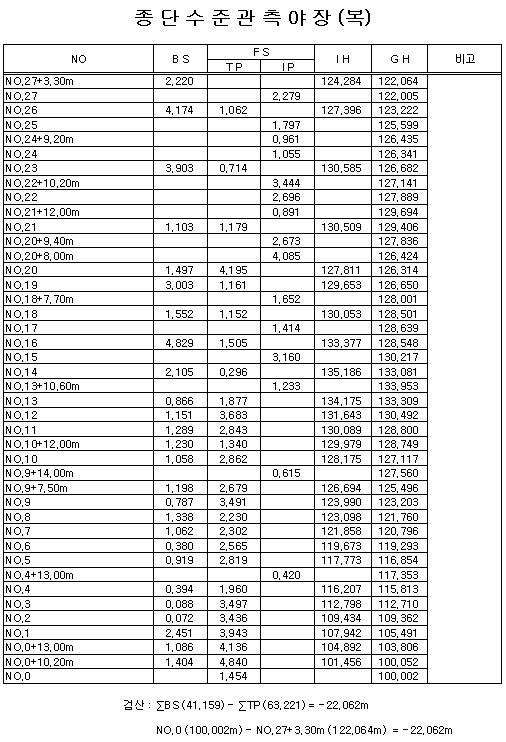 종 단 수 준 관 측 야 장 (복)
NO B S F S I H G H 비고
T P I P
NO,27+3,30m 2,220 124,284 122,064
NO,27 2,279 122,005
NO,26 4,174 1,062 127,396 123,222
NO,25 1,797 125,599
NO,24+9,20m 0,961 126,435
NO,24 1,055 126,341
NO,23 3,903 0,714 130,585 126,682
NO,22+10,20m 3,444 127,141
NO,22 2,696 127,889
NO,21+12,00m 0,891 129,694
NO,21 1,103 1,179 130,509 129,406
NO,20+9,40m 2,673 127,836
NO,20+8,00m 4,085 126,424
NO,20 1,497 4,195 127,811 126,314
NO,19 3,003 1,161 129,653 126,650
NO,18+7,70m 1,652 128,001
NO,18 1,552 1,152 130,053 128,501
NO,17 1,414 128,639
NO,16 4,829 1,505 133,377 128,548
NO,15 3,160 130,217
NO,14 2,105 0,296 135,186 133,081
NO,13+10,60m 1,233 133,953
NO,13 0,866 1,877 134,175 133,309
NO,12 1,151 3,683 131,643 130,492
NO,11 1,289 2,843 130,089 128,800
NO,10+12,00m 1,230 1,340 129,979 128,749
NO,10 1,058 2,862 128,175 127,117
NO,9+14,00m 0,615 127,560
NO,9+7,50m 1,198 2,679 126,694 125,496
NO,9 0,787 3,491 123,990 123,203
NO,8 1,338 2,230 123,098 121,760
NO,7 1,062 2,302 121,858 120,796
NO,6 0,380 2,565 119,673 119,293
NO,5 0,919 2,819 117,773 116,854
NO,4+13,00m 0,420 117,353
NO,4 0,394 1,960 116,207 115,813
NO,3 0,088 3,497 112,798 112,710
NO,2 0,072 3,436 109,434 109,362
NO,1 2,451 3,943 107,942 105,491
NO,0+13,00m 1,086 4,136 104,892 103,806
NO,0+10,20m 1,404 4,840 101,456 100,052
NO,0 1,454 100,002
검산 : ∑B S (41,159) - ∑T P (63,221) = -22,062m
NO,0 (100,002m) - NO,27+3,30m (122,064m) = -22,062m